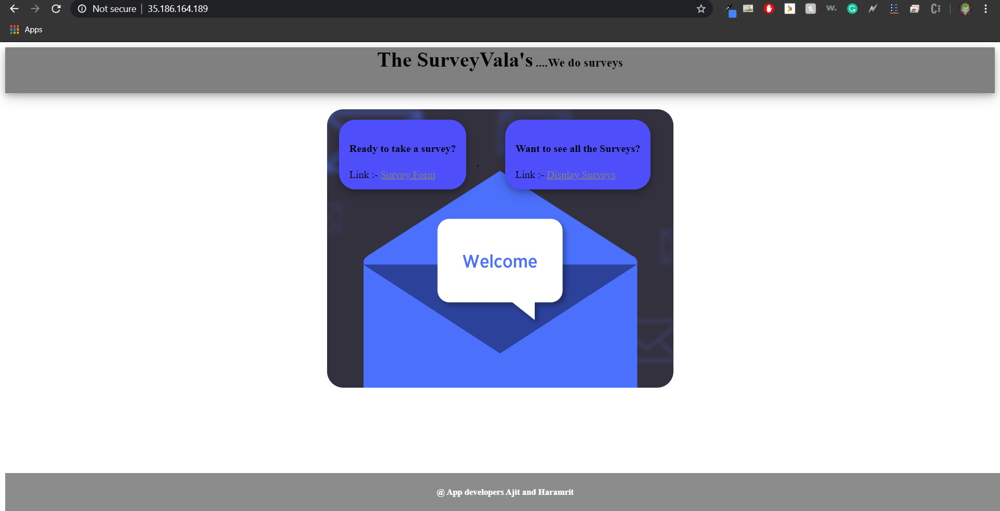 Not secure | 35.186.164.189
Apps
The SurveyVala's ....We do surveys
Ready to take a survey?
Link :- Survey Form
,
Want to see all the Surveys?
Link :- Display Surveys
Welcome
@ App developers Ajit and Haramrit